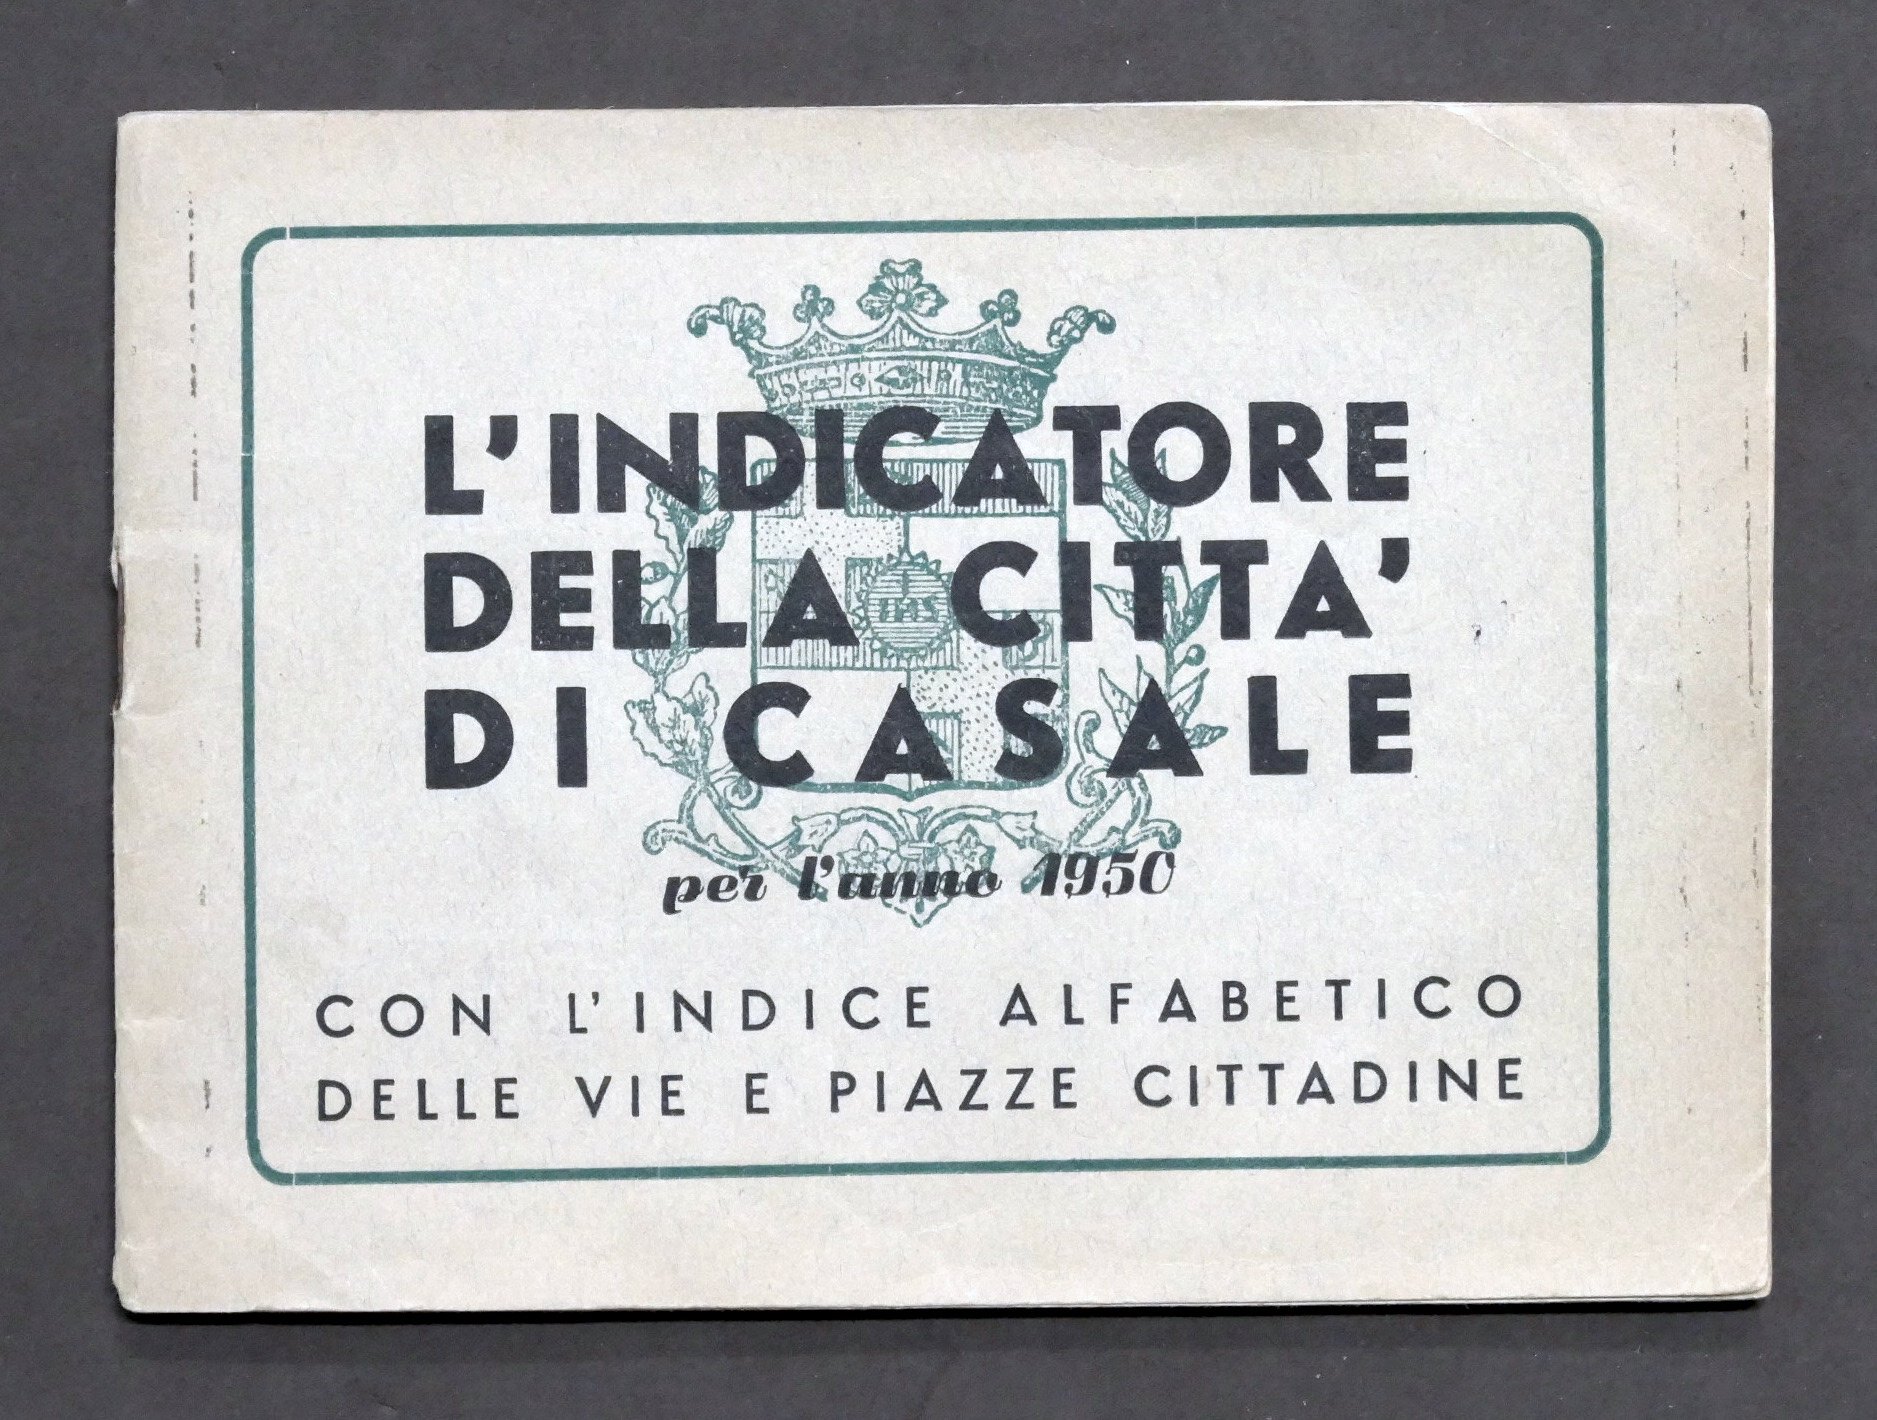 L'INDICATORE
DELLA CITTA'
DI CASALE
per l'anno 1950
CON L'INDICE ALFABETICO
DELLE VIE E PIAZZE CITTADINE